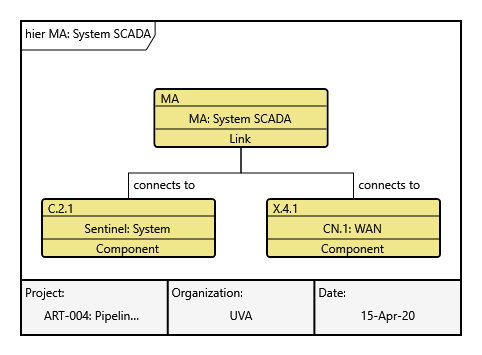 hier MA: System SCADA
MA
MA: System SCADA
Link
connects to
connects to
C.2.1
Sentinel: System
Component
X.4.1
CN.1: WAN
Component
Project:
ART-004: Pipelin...
Organization:
UVA
Date:
15-Apr-20